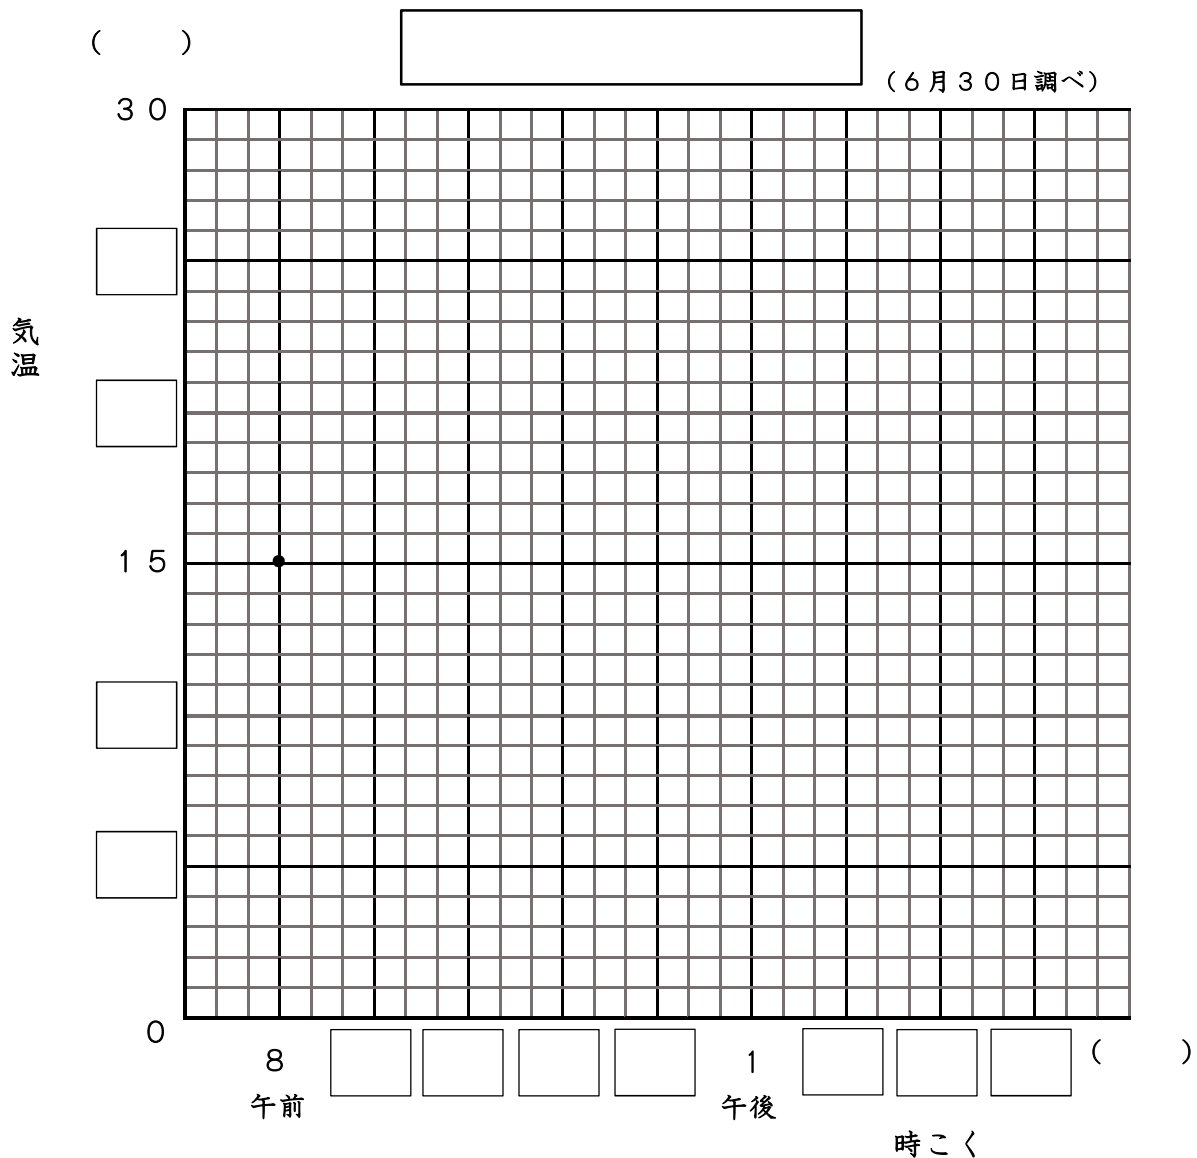 （　　）
（６月３０日調べ）
３０
気温
１５
０
８
１
（　　）
午前
午後
時こく